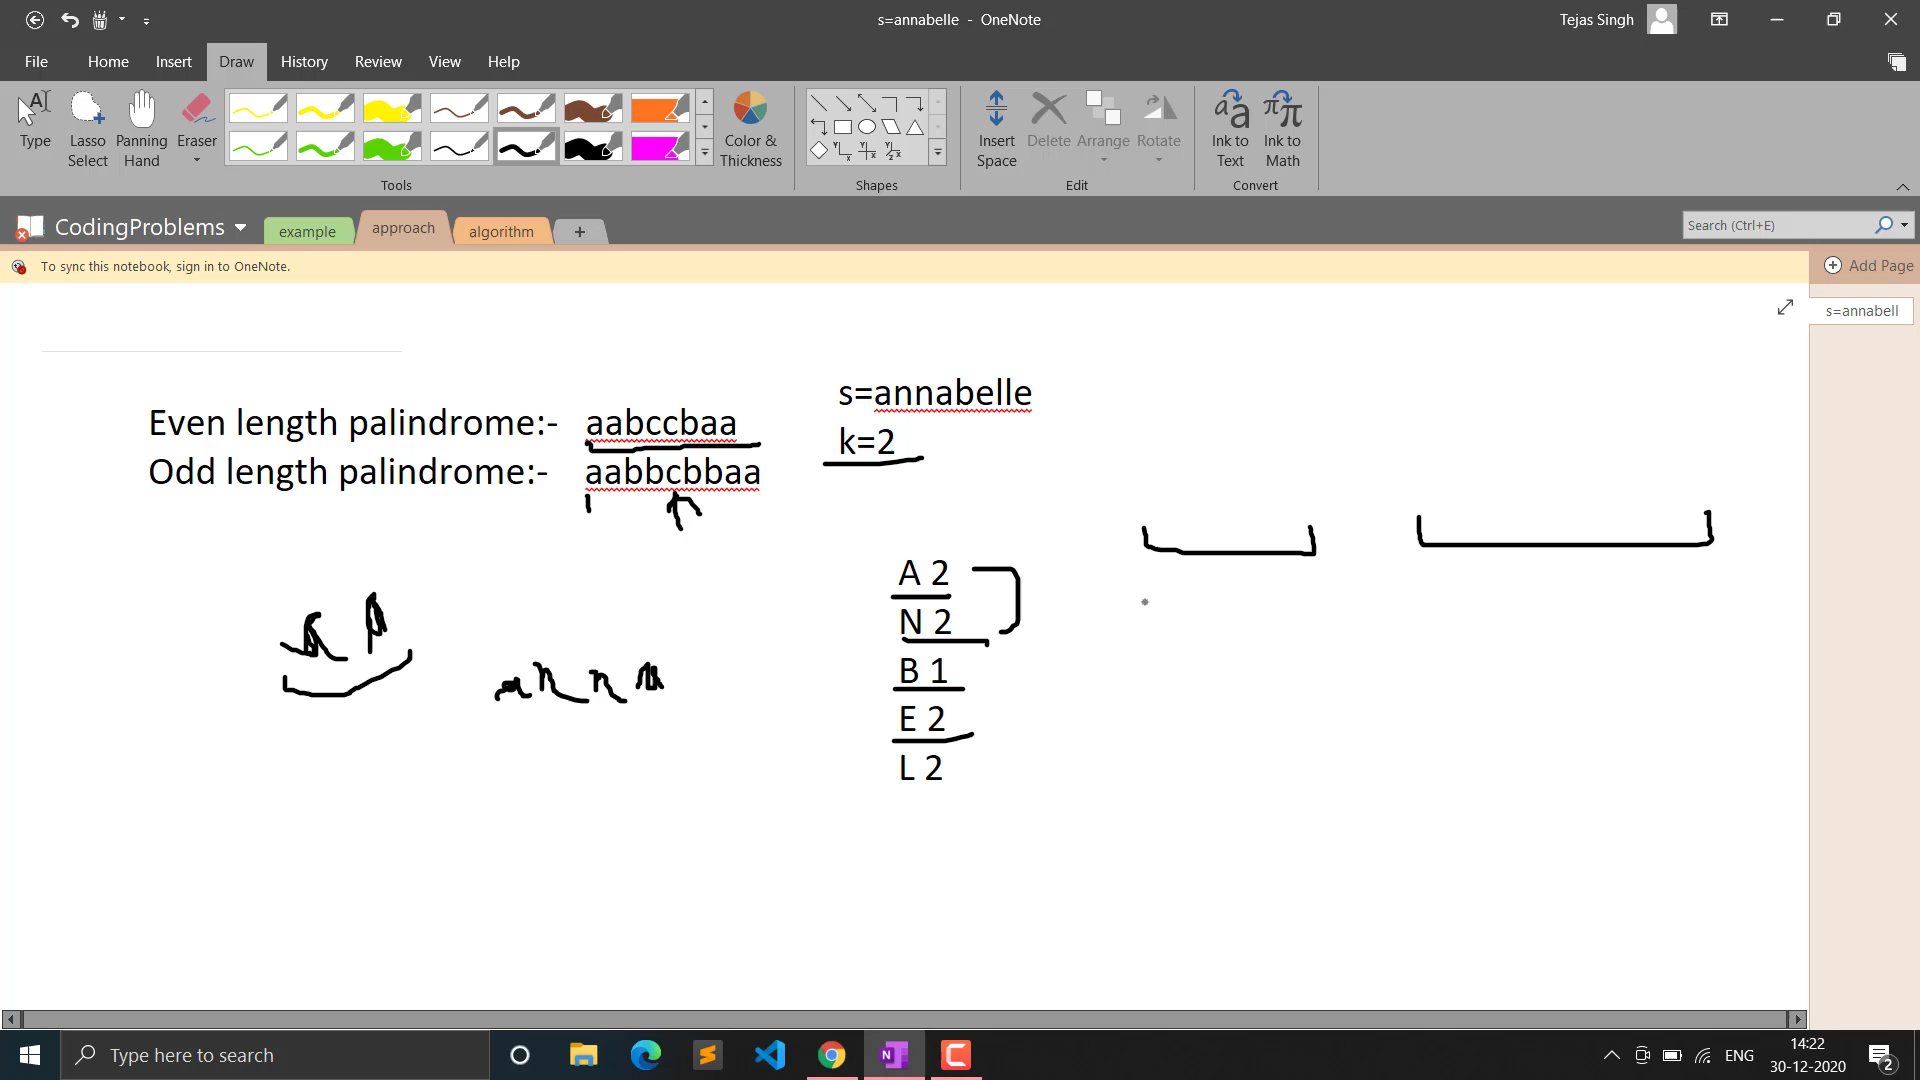 s=annabelle - OneNote
Tejas Singh
File Home Insert Draw History Review View Help
Type
Lasso Select
Panning Hand
Eraser
Color & Thickness
Insert Space
Delete
Arrange
Rotate
Ink to Text
Ink to Math
Tools
Shapes
Edit
Convert
CodingProblems
example
approach
algorithm
Search (Ctrl+E)
To sync this notebook, sign in to OneNote.
Add Page
s=annabell
s=annabelle
Even length palindrome:- aabccbaa
k=2
Odd length palindrome:- aabbcbbaa
A 2
N 2
B 1
E 2
L 2
Type here to search
ENG
14:22
30-12-2020
2